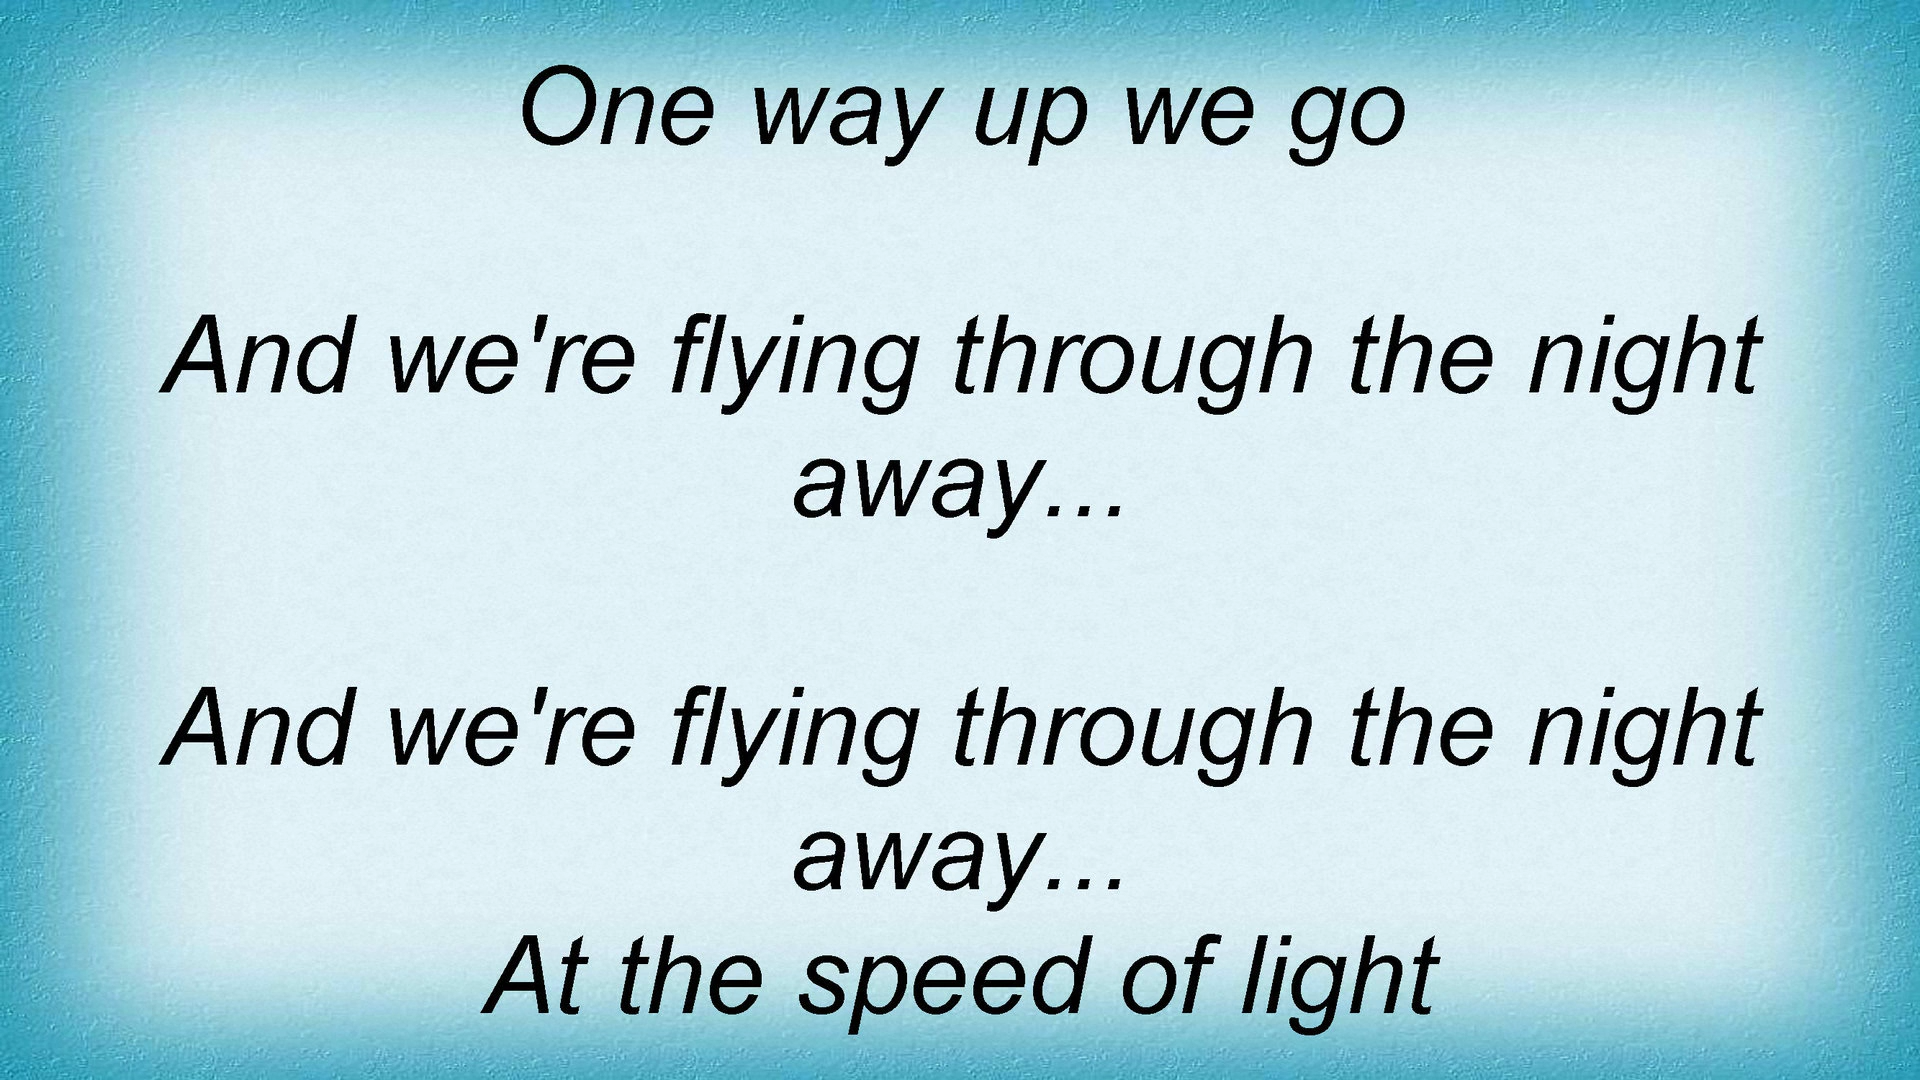 One way up we go
And we're flying through the night
away...
And we're flying through the night
away...
At the speed of light